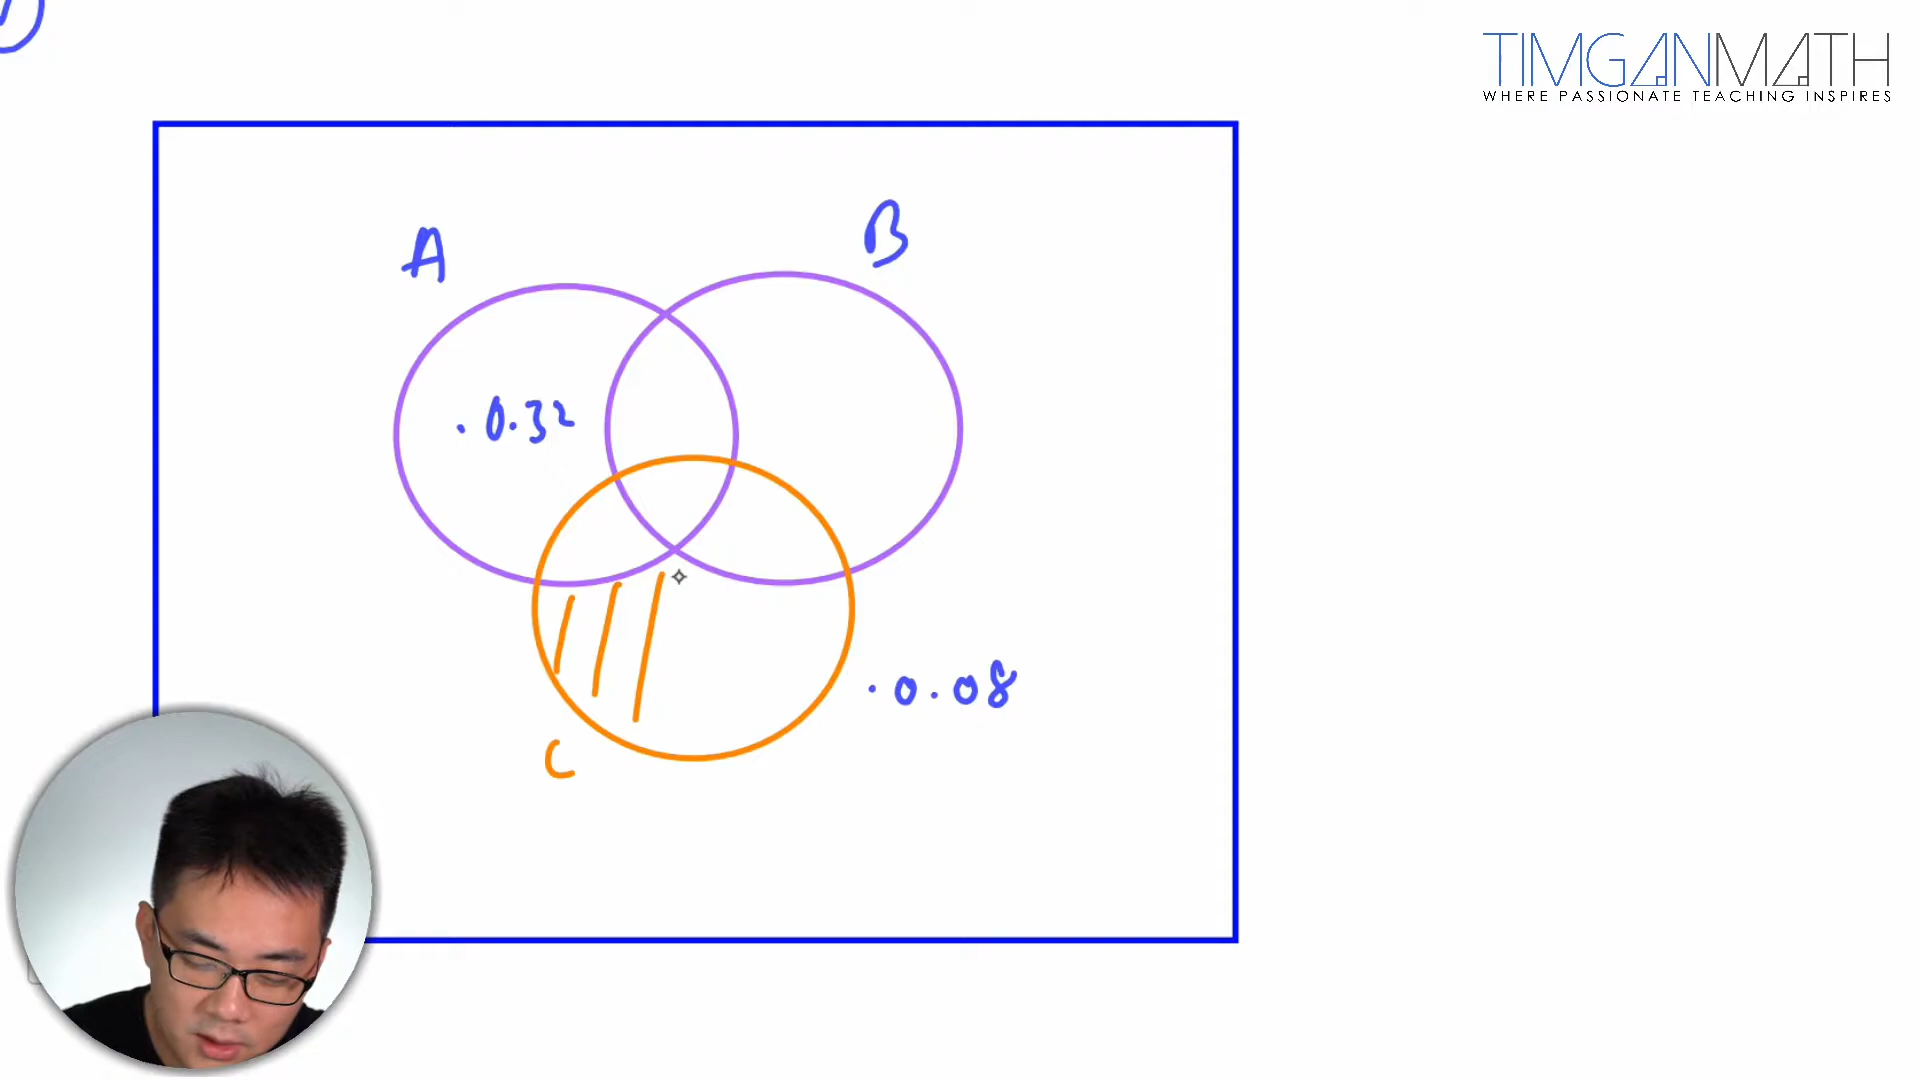 TIMGANMATH
WHERE PASSIONATE TEACHING INSPIRES
A
B
. 0.32
. 0.08
C